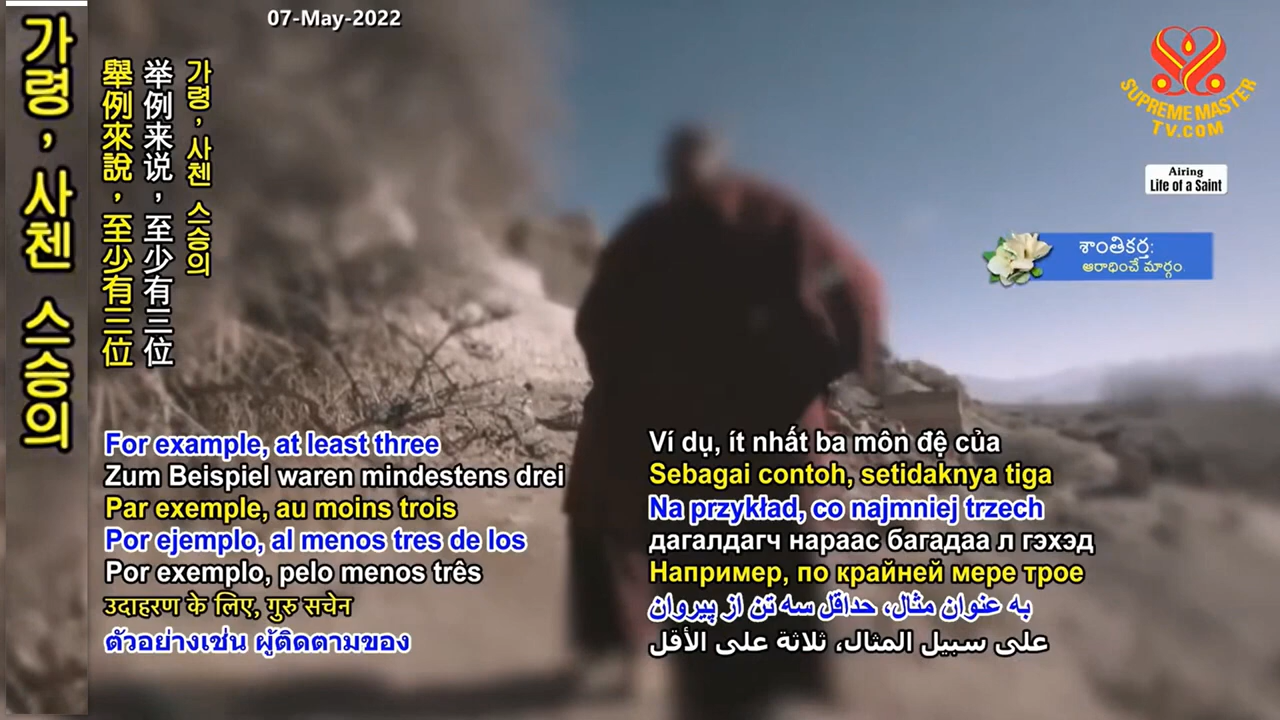 07-May-2022
가령, 사첸 스승의
舉例來說，至少有三位
举例来说，至少有三位
가령, 사첸 스승의
SUPREME MASTER
TV.COM
Airing
Life of a Saint
శాంతికర్త:
ఆరాధించే మార్గం
For example, at least three
Zum Beispiel waren mindestens drei
Par exemple, au moins trois
Por ejemplo, al menos tres de los
Por exemplo, pelo menos três
उदाहरण के लिए, गुरु सचेन
ตัวอย่างเช่น ผู้ติดตามของ
Ví dụ, ít nhất ba môn đệ của
Sebagai contoh, setidaknya tiga
Na przykład, co najmniej trzech
дагалдагч нараас багадаа л гэхэд
Например, по крайней мере трое
به عنوان مثال، حداقل سه تن از پیروان
على سبيل المثال، ثلاثة على الأقل